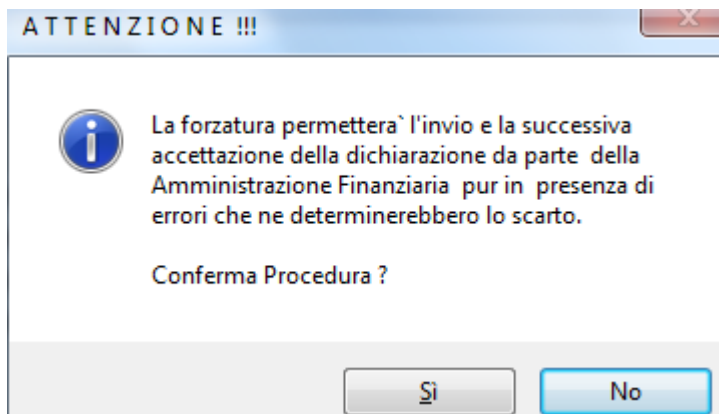 ATTENZIONE !!!
La forzatura permettera` l'invio e la successiva
accettazione della dichiarazione da parte della
Amministrazione Finanziaria pur in presenza di
errori che ne determinerebbero lo scarto.
Conferma Procedura ?
Sì
No